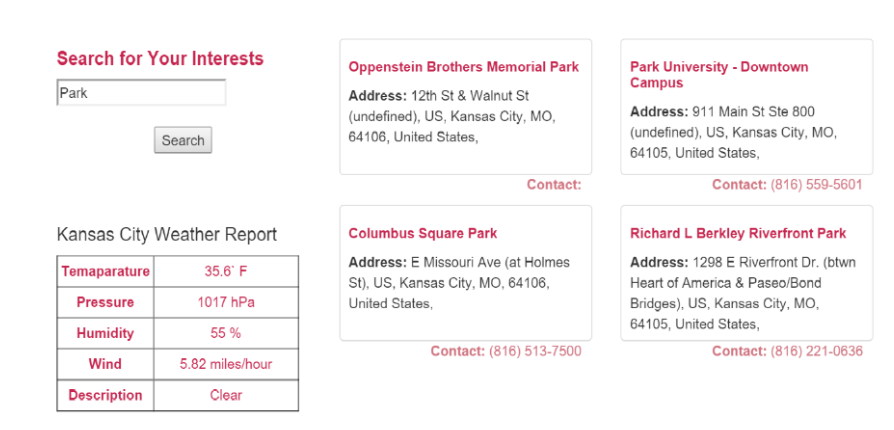 Search for Your Interests
Park
Search
Kansas City Weather Report
Temaparature 35.6° F
Pressure 1017 hPa
Humidity 55 %
Wind 5.82 miles/hour
Description Clear
Oppenstein Brothers Memorial Park
Address: 12th St & Walnut St
(undefined), US, Kansas City, MO,
64106, United States,
Contact:
Park University - Downtown
Campus
Address: 911 Main St Ste 800
(undefined), US, Kansas City, MO,
64105, United States,
Contact: (816) 559-5601
Columbus Square Park
Address: E Missouri Ave (at Holmes
St), US, Kansas City, MO, 64106,
United States,
Contact: (816) 513-7500
Richard L Berkley Riverfront Park
Address: 1298 E Riverfront Dr. (btwn
Heart of America & Paseo/Bond
Bridges), US, Kansas City, MO,
64105, United States,
Contact: (816) 221-0636